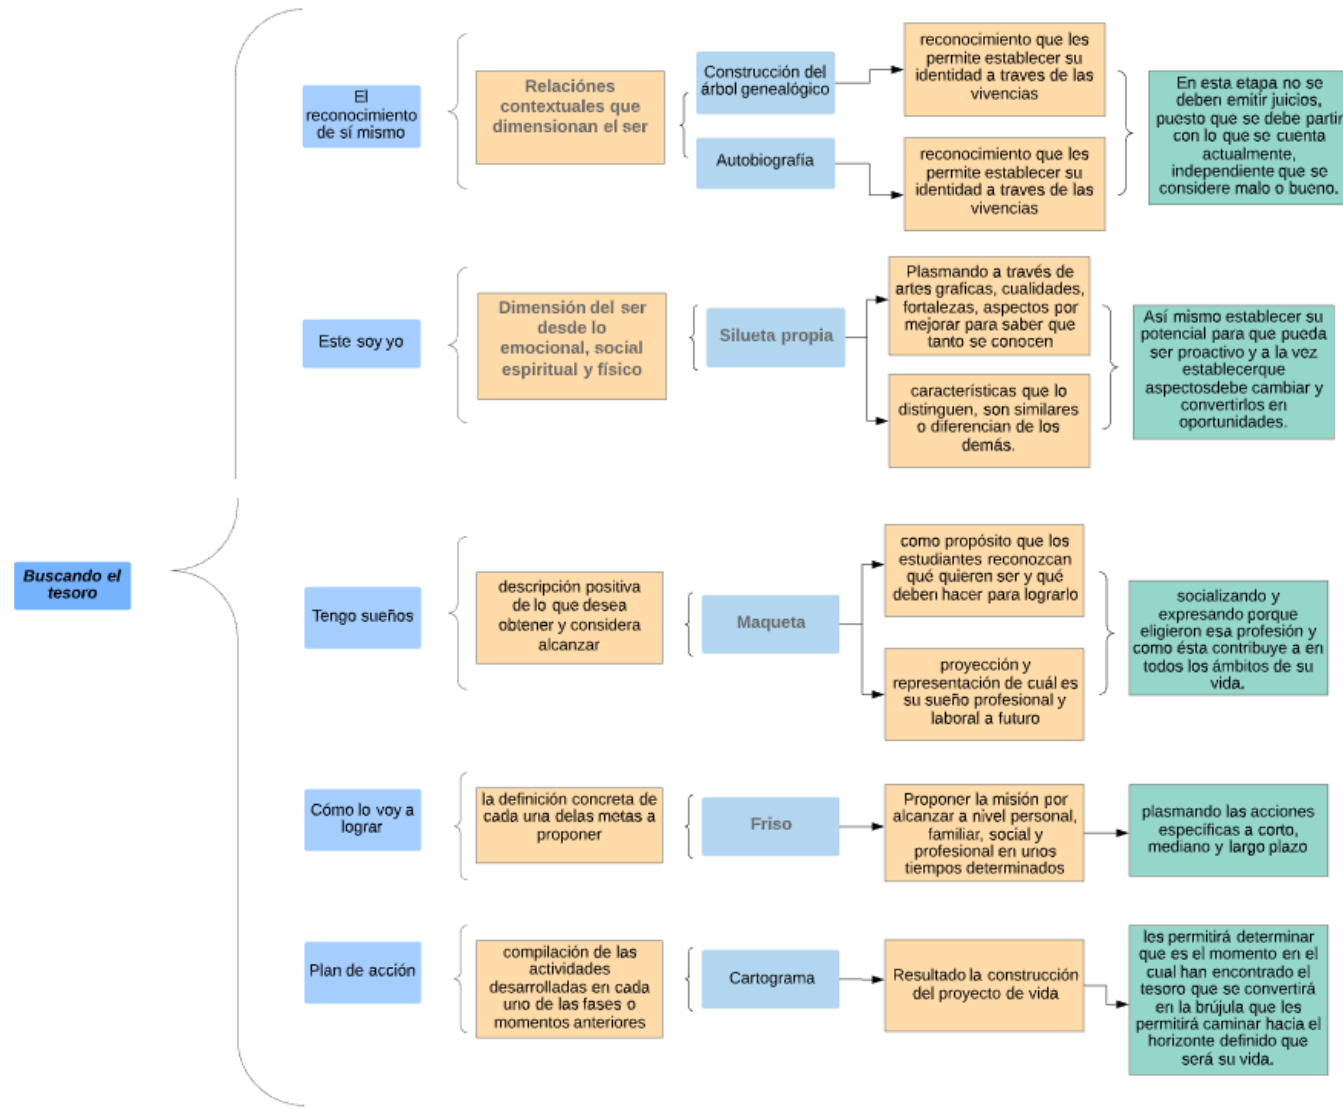 Buscando el
tesoro
El
reconocimiento
de sí mismo
Relaciónes
contextuales que
dimensionan el ser
Construcción del
árbol genealógico
Autobiografía
reconocimiento que les
permite establecer su
identidad a traves de las
vivencias
reconocimiento que les
permite establecer su
identidad a traves de las
vivencias
En esta etapa no se
deben emitir juicios,
puesto que se debe partir
con lo que se cuenta
actualmente,
independiente que se
considere malo o bueno.
Este soy yo
Dimensión del ser
desde lo
emocional, social
espiritual y físico
Silueta propia
Plasmando a través de
artes graficas, cualidades,
fortalezas, aspectos por
mejorar para saber que
tanto se conocen
características que lo
distinguen, son similares
o diferencian de los
demás.
Así mismo establecer su
potencial para que pueda
ser proactivo y a la vez
establecerque
aspectosdebe cambiar y
convertirlos en
oportunidades.
Tengo sueños
descripción positiva
de lo que desea
obtener y considera
alcanzar
Maqueta
como propósito que los
estudiantes reconozcan
qué quieren ser y qué
deben hacer para lograrlo
proyección y
representación de cuál es
su sueño profesional y
laboral a futuro
socializando y
expresando porque
eligieron esa profesión y
como ésta contribuye a en
todos los ámbitos de su
vida.
Cómo lo voy a
lograr
la definición concreta de
cada una delas metas a
proponer
Friso
Proponer la misión por
alcanzar a nivel personal,
familiar, social y
profesional en unos
tiempos determinados
plasmando las acciones
específicas a corto,
mediano y largo plazo
Plan de acción
compilación de las
actividades
desarrolladas en cada
uno de las fases o
momentos anteriores
Cartograma
Resultado la construcción
del proyecto de vida
les permitirá determinar
que es el momento en el
cual han encontrado el
tesoro que se convertirá
en la brújula que les
permitirá caminar hacia el
horizonte definido que
será su vida.